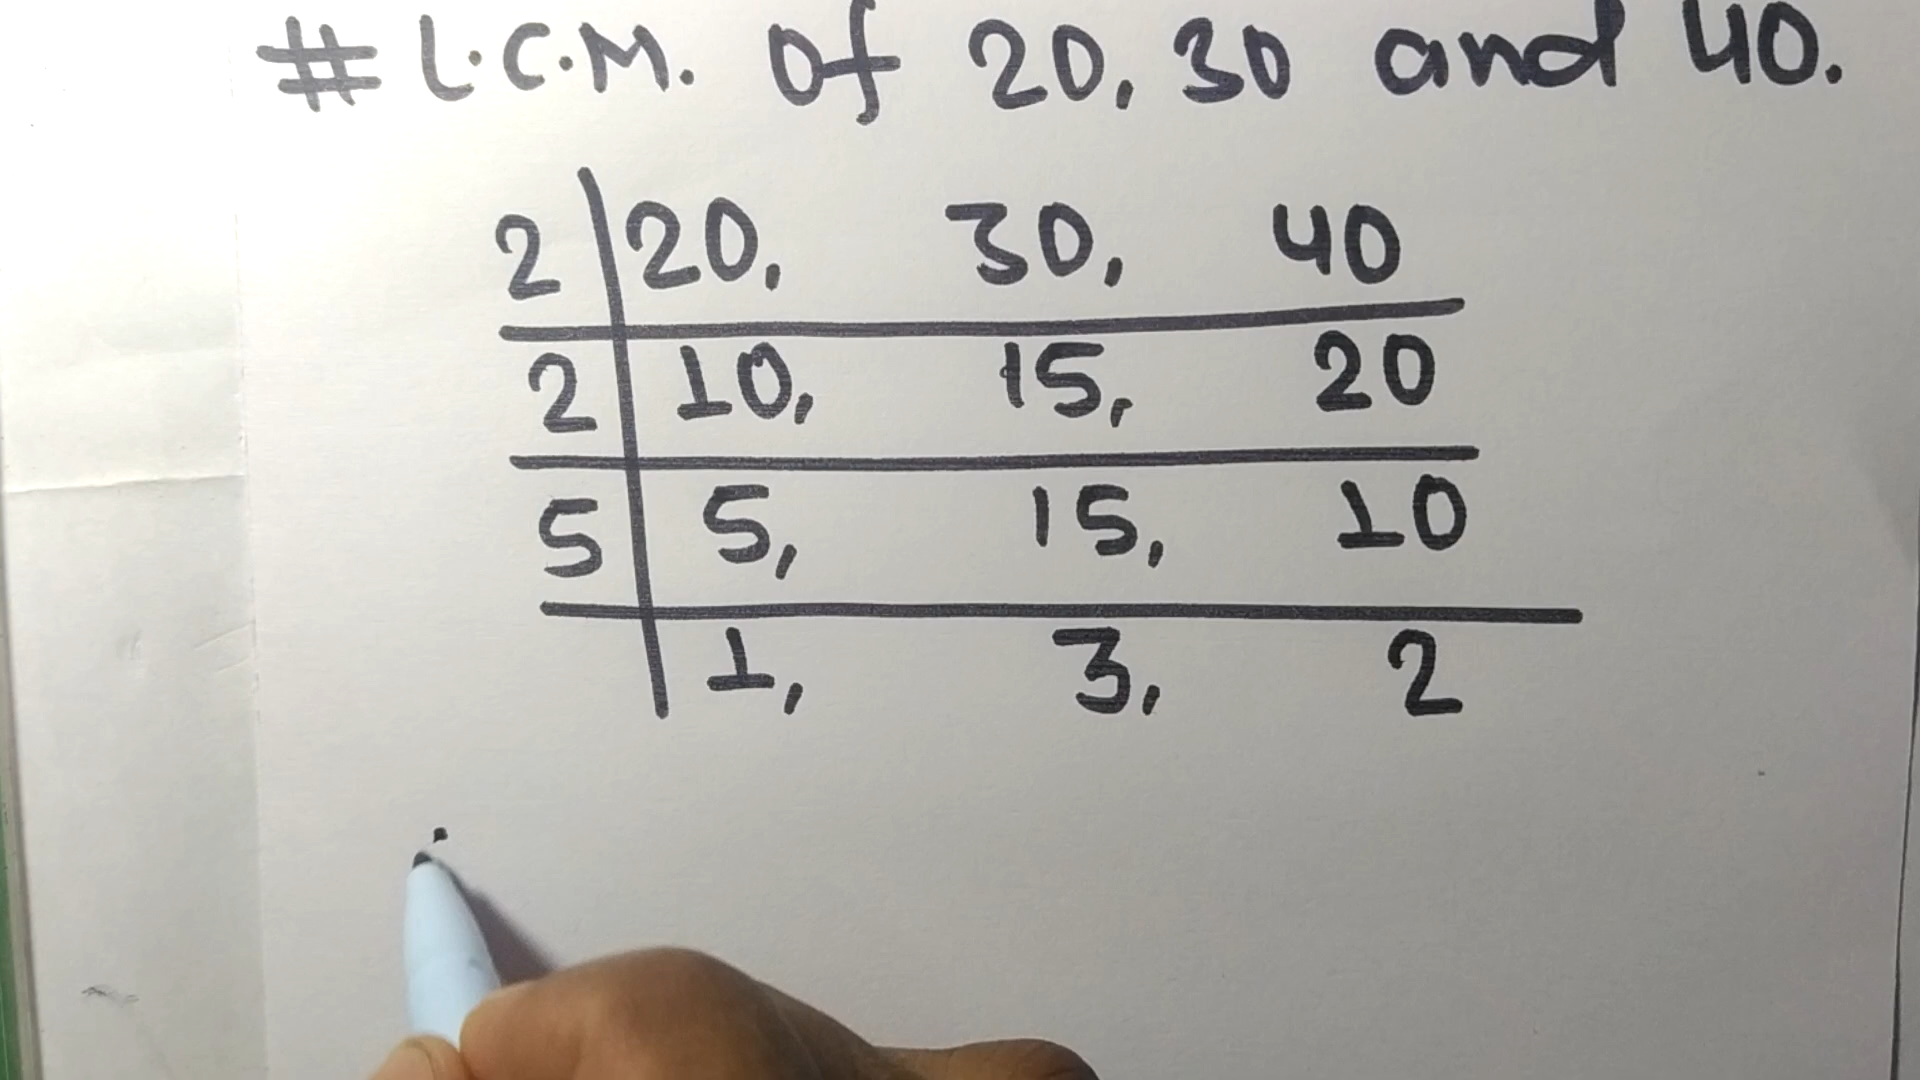 # L.C.M. of 20, 30 and 40.
2 20, 30, 40
2 10, 15, 20
5 5, 15, 10
1, 3, 2